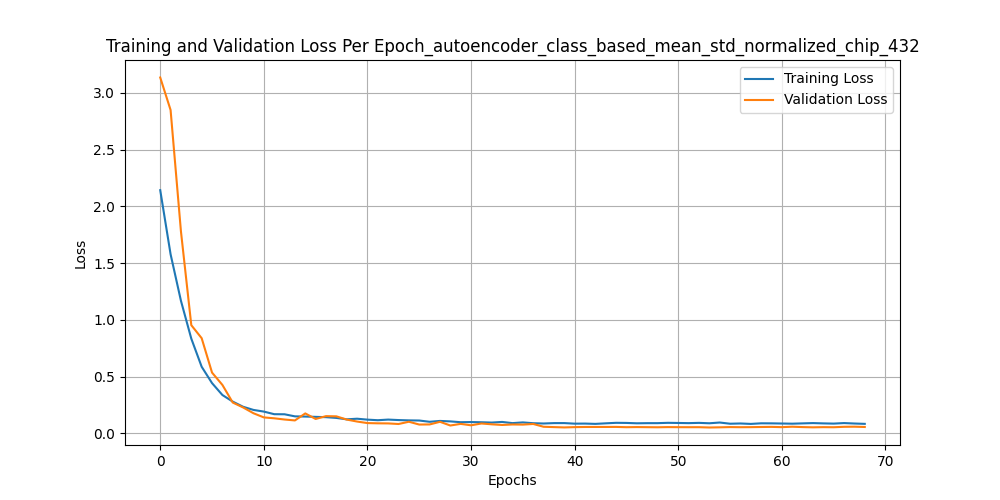 Training and Validation Loss Per Epoch_autoencoder_class_based_mean_std_normalized_chip_432
Training Loss
Validation Loss
3.0
2.5
2.0
1.5
1.0
0.5
0.0
Loss
0 10 20 30 40 50 60 70
Epochs